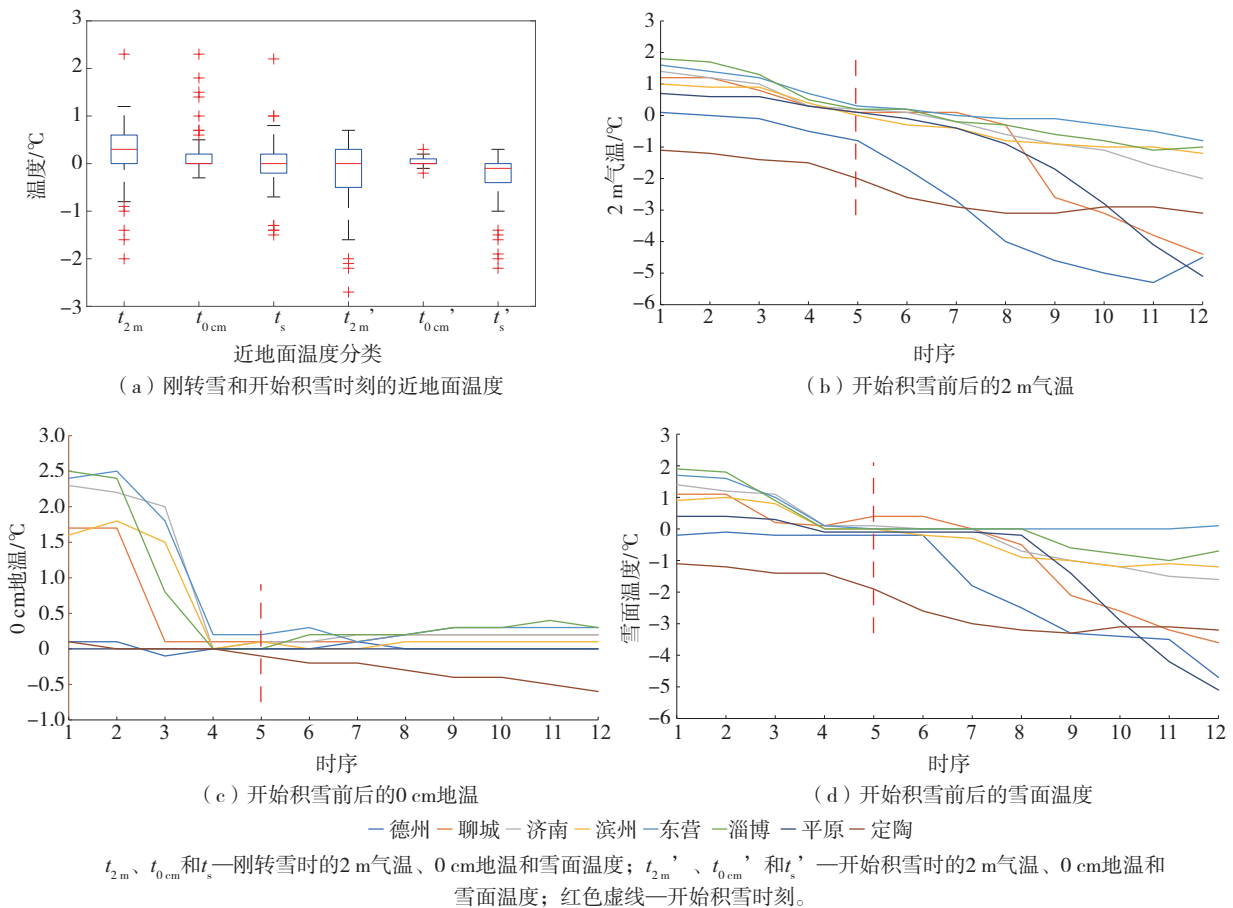 3
2
1
0
−1
−2
−3
温度/℃
t2 m
t0 cm
ts
t2 m’
t0 cm’
ts’
近地面温度分类
（a）刚转雪和开始积雪时刻的近地面温度
3
2
1
0
−1
−2
−3
−4
−5
−6
2 m气温/℃
1 2 3 4 5 6 7 8 9 10 11 12
时序
（b）开始积雪前后的2 m气温
3.0
2.5
2.0
1.5
1.0
0.5
0
−0.5
−1.0
0 cm地温/℃
1 2 3 4 5 6 7 8 9 10 11 12
时序
（c）开始积雪前后的0 cm地温
3
2
1
0
−1
−2
−3
−4
−5
−6
雪面温度/℃
1 2 3 4 5 6 7 8 9 10 11 12
时序
（d）开始积雪前后的雪面温度
德州 聊城 济南 滨州 东营 淄博 平原 定陶
t2 m、t0 cm和ts—刚转雪时的2 m气温、0 cm地温和雪面温度；t2 m’、t0 cm’和ts’—开始积雪时的2 m气温、0 cm地温和
雪面温度；红色虚线—开始积雪时刻。